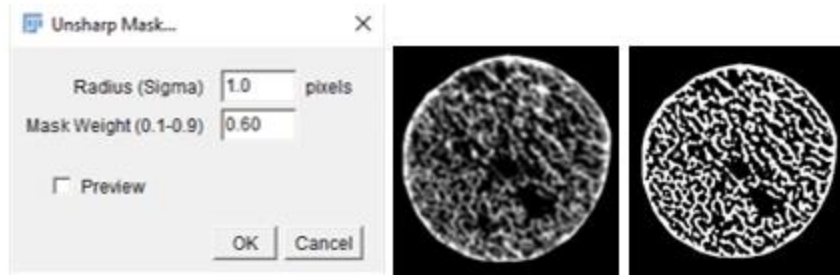 Unsharp Mask...
Radius (Sigma) 1.0 pixels
Mask Weight (0.1-0.9) 0.60
Preview
OK Cancel